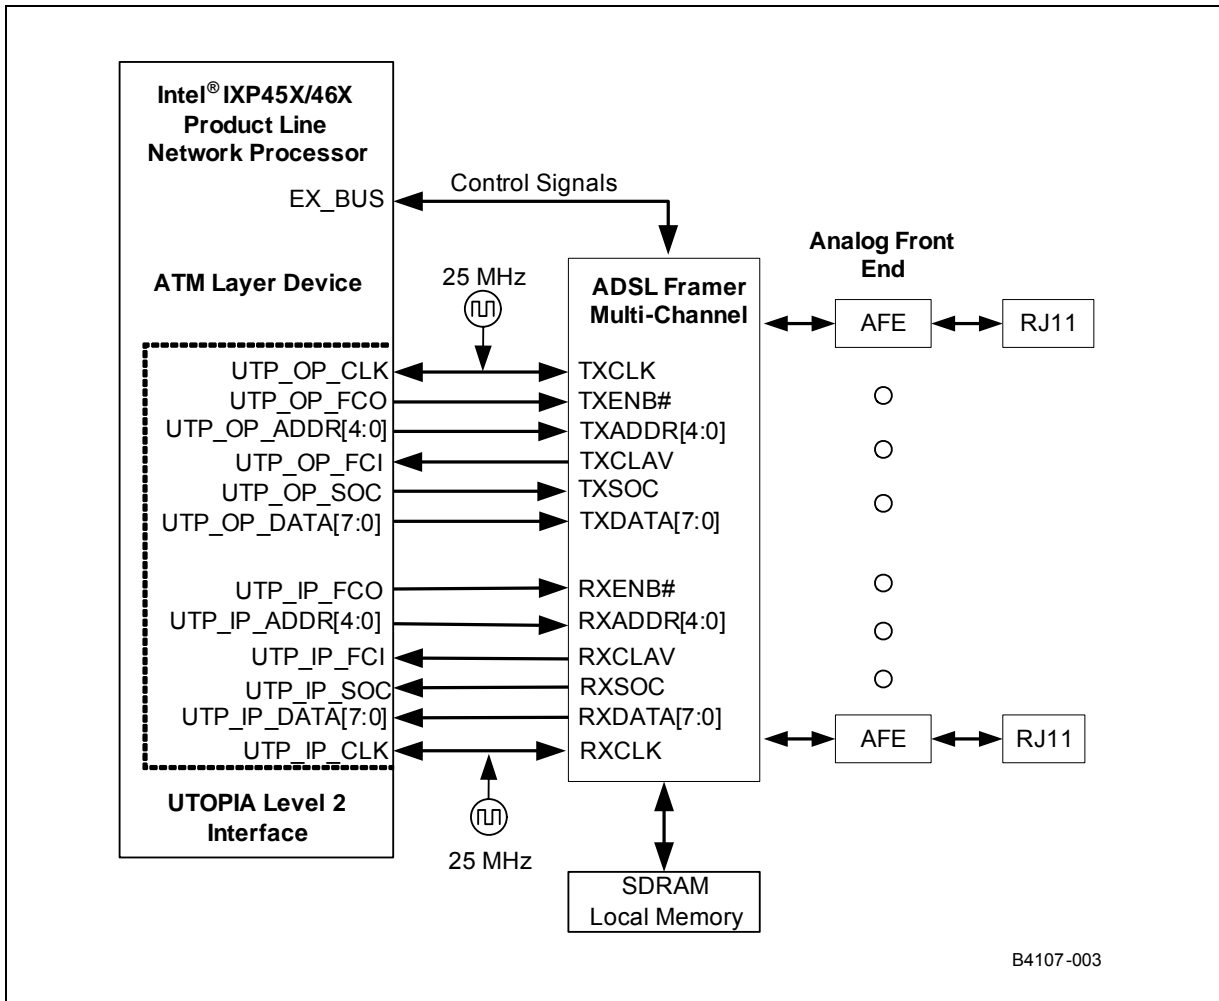 Intel® IXP45X/46X
Product Line
Network Processor
EX_BUS
Control Signals
ATM Layer Device
25 MHz
ADSL Framer
Multi-Channel
Analog Front
End
AFE
RJ11
UTP_OP_CLK
TXCLK
UTP_OP_FCO
TXENB#
UTP_OP_ADDR[4:0]
TXADDR[4:0]
UTP_OP_FCI
TXCLAV
UTP_OP_SOC
TXSOC
UTP_OP_DATA[7:0]
TXDATA[7:0]
UTP_IP_FCO
RXENB#
UTP_IP_ADDR[4:0]
RXADDR[4:0]
UTP_IP_FCI
RXCLAV
UTP_IP_SOC
RXSOC
UTP_IP_DATA[7:0]
RXDATA[7:0]
UTP_IP_CLK
RXCLK
AFE
RJ11
UTOPIA Level 2
Interface
25 MHz
SDRAM
Local Memory
B4107-003